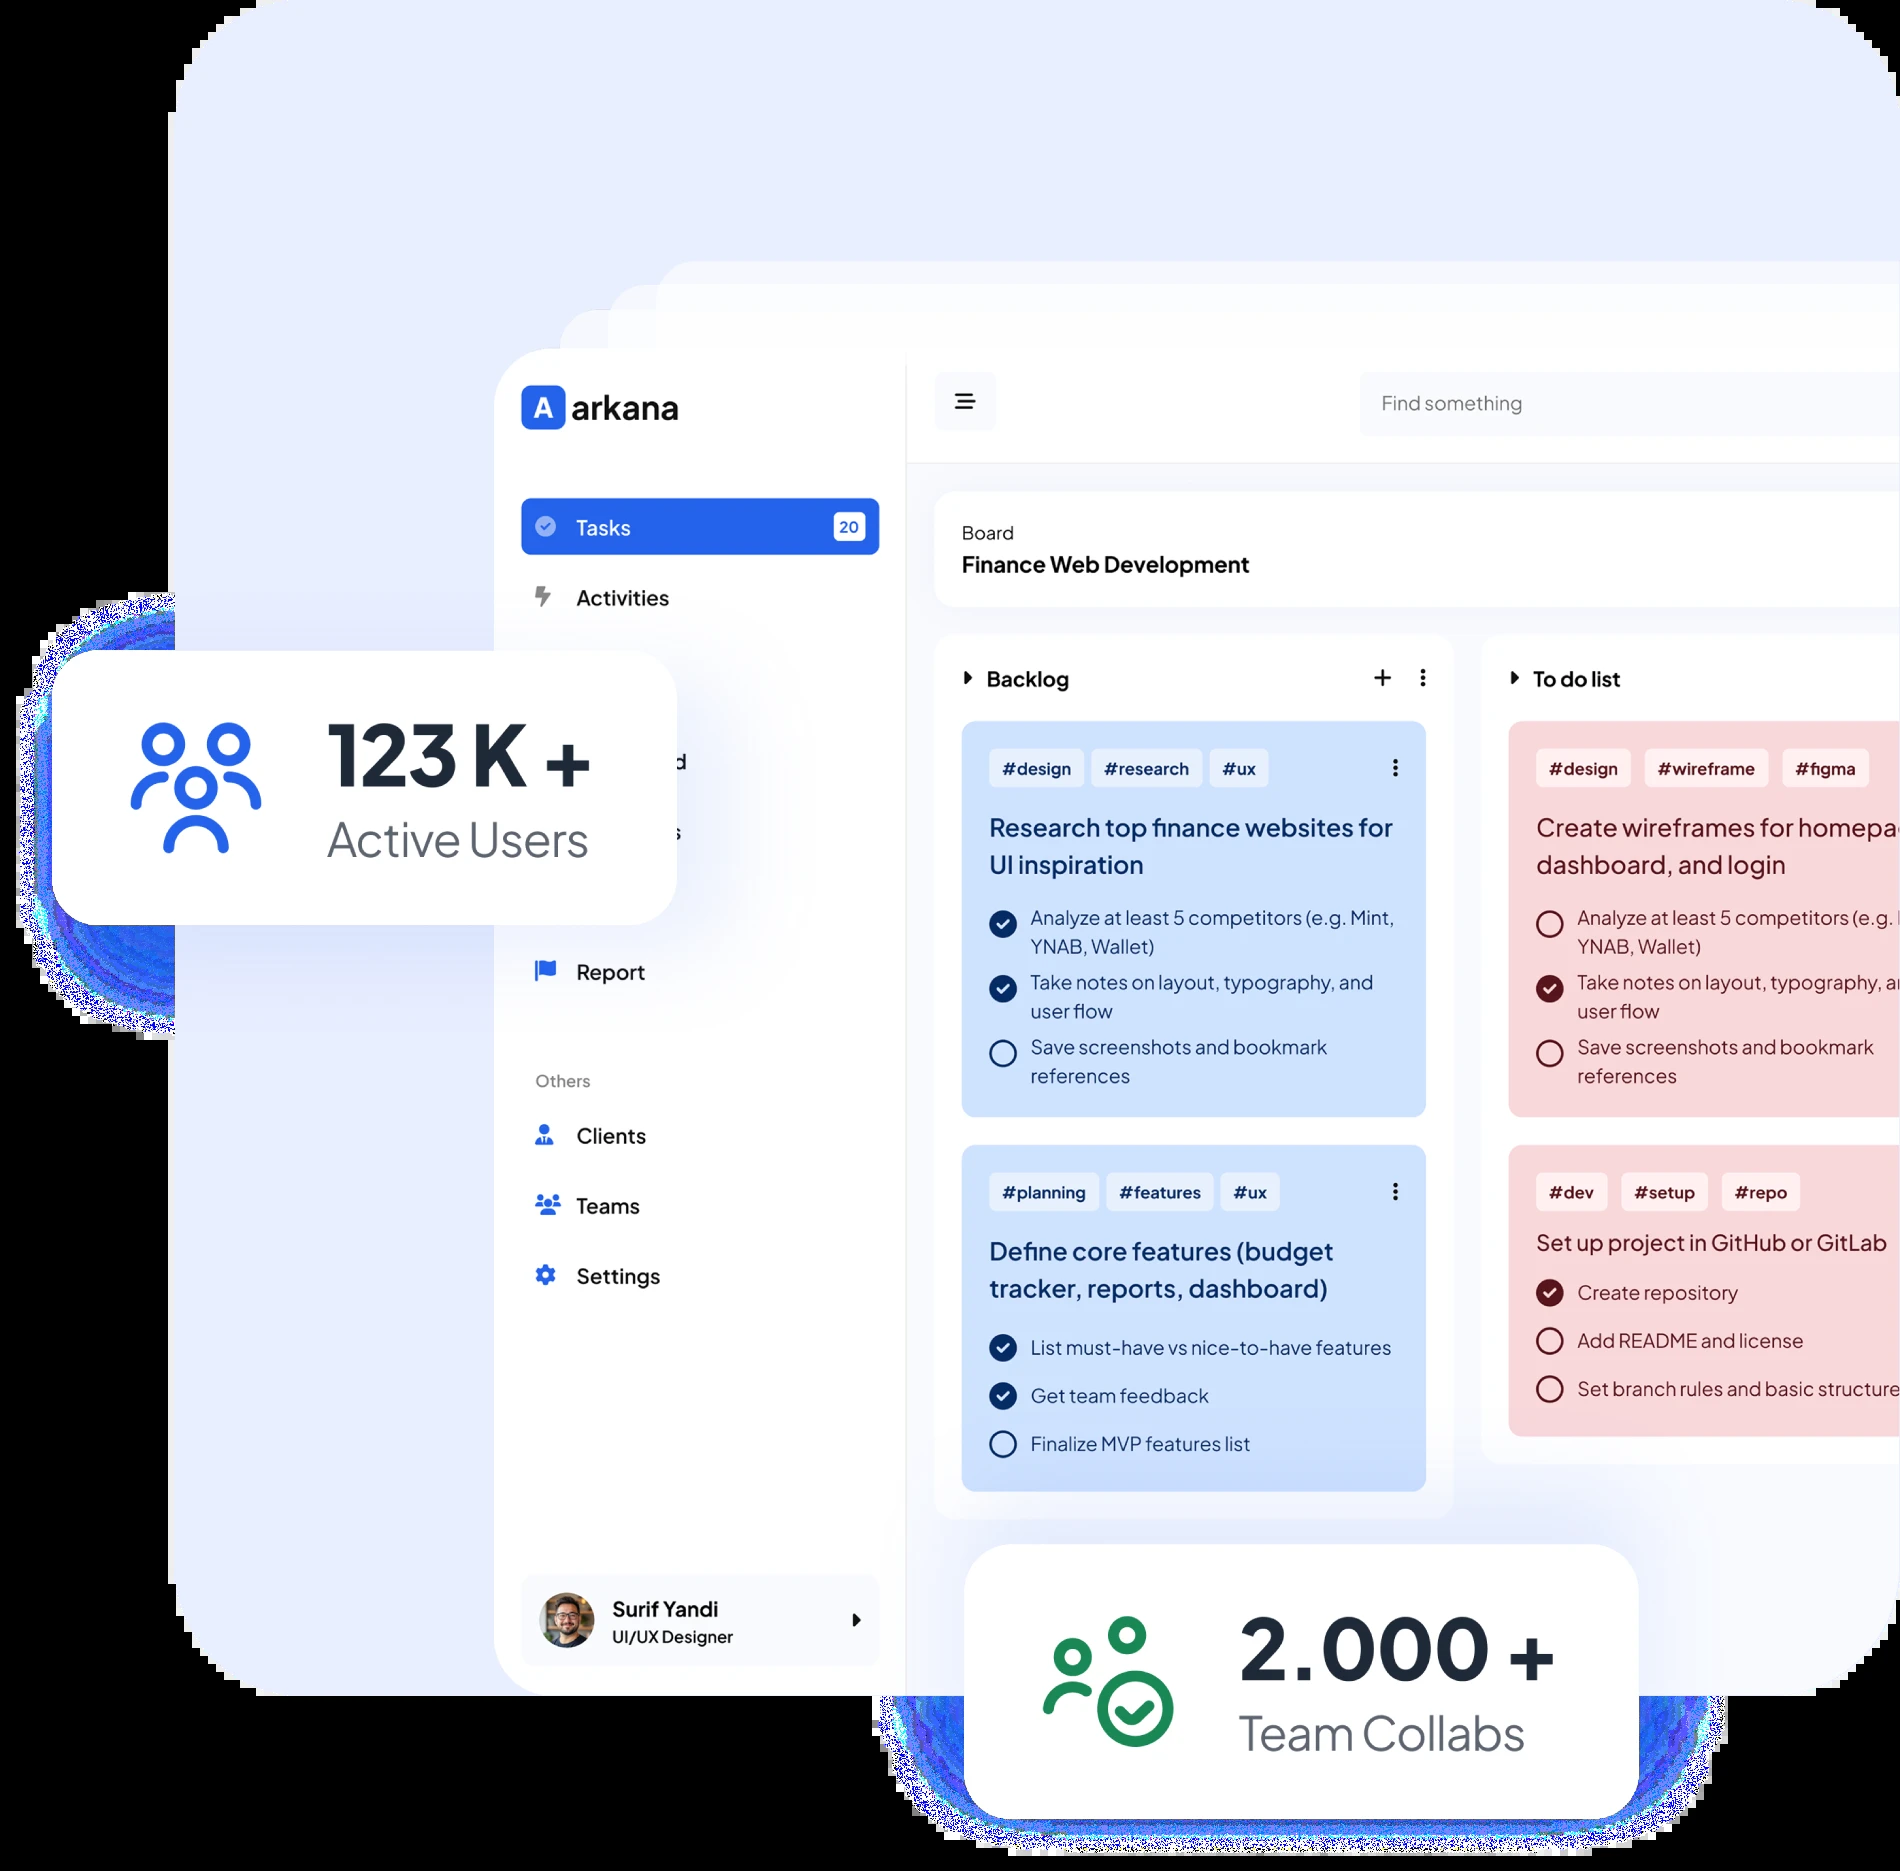 A arkana
Find something
Tasks 20
Activities
Board
Finance Web Development
123 K +
Active Users
Report
Others
Clients
Teams
Settings
Surif Yandi
UI/UX Designer
Backlog
#design #research #ux
Research top finance websites for
UI inspiration
Analyze at least 5 competitors (e.g. Mint,
YNAB, Wallet)
Take notes on layout, typography, and
user flow
Save screenshots and bookmark
references
#planning #features #ux
Define core features (budget
tracker, reports, dashboard)
List must-have vs nice-to-have features
Get team feedback
Finalize MVP features list
To do list
#design #wireframe #figma
Create wireframes for
dashboard, and login
Analyze at least 5 competitors (e.g.
YNAB, Wallet)
Take notes on layout, typography,
user flow
Save screenshots and bookmark
references
#dev #setup #repo
Set up project in GitHub or GitLab
Create repository
Add README and license
Set branch rules and basic structure
2.000 +
Team Collabs